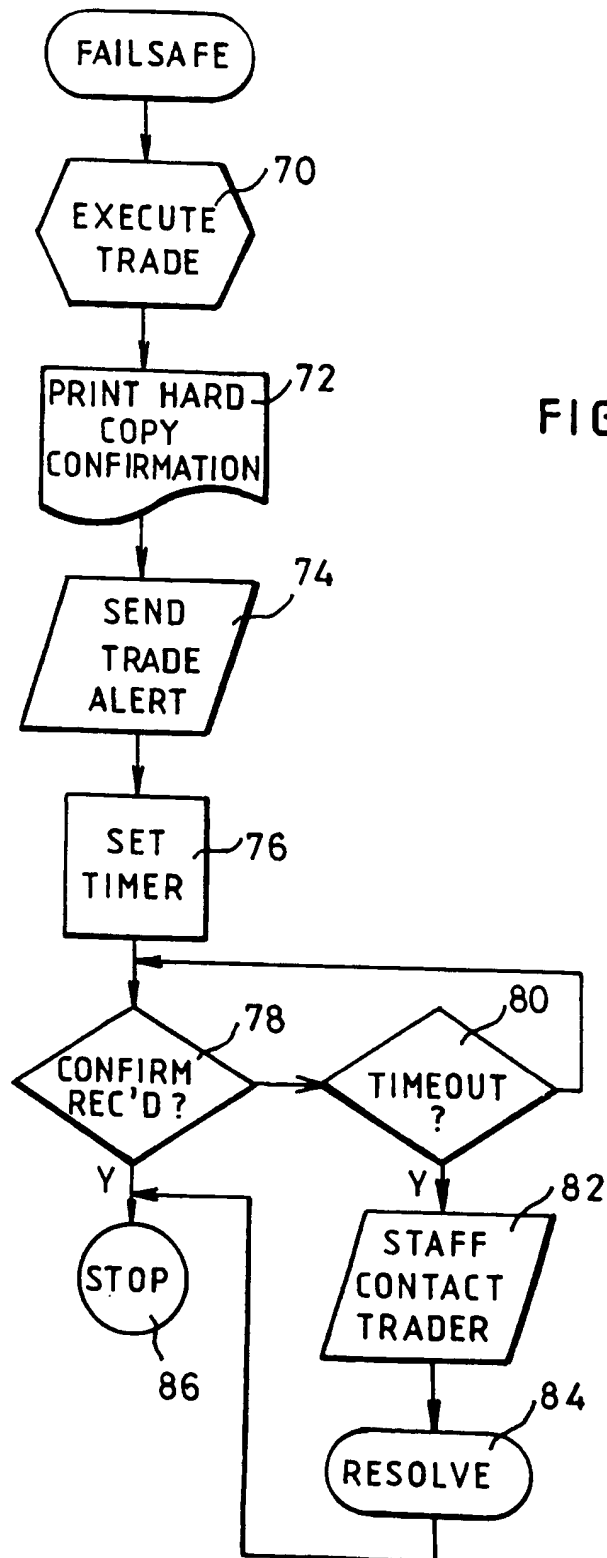 FAILSAFE
70
EXECUTE
TRADE
72
PRINT HARD
COPY
CONFIRMATION
FIG
74
SEND
TRADE
ALERT
SET
TIMER
76
78
CONFIRM
REC'D ?
80
TIMEOUT
?
Y
Y
82
STAFF
CONTACT
TRADER
STOP
86
84
RESOLVE